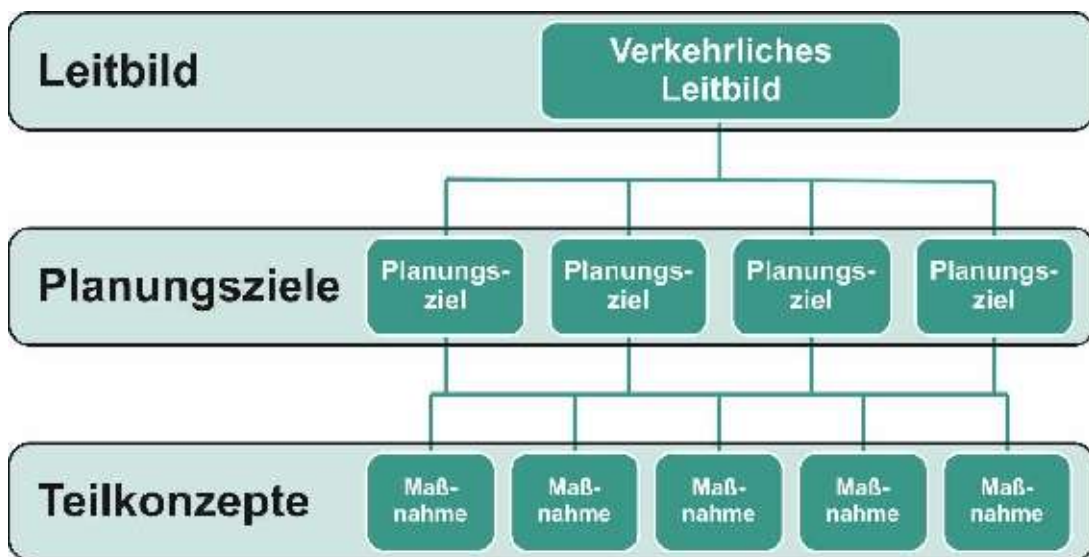 Leitbild
Verkehrliches
Leitbild
Planungsziele
Planungs-
ziel
Planungs-
ziel
Planungs-
ziel
Planungs-
ziel
Teilkonzepte
Maß-
nahme
Maß-
nahme
Maß-
nahme
Maß-
nahme
Maß-
nahme